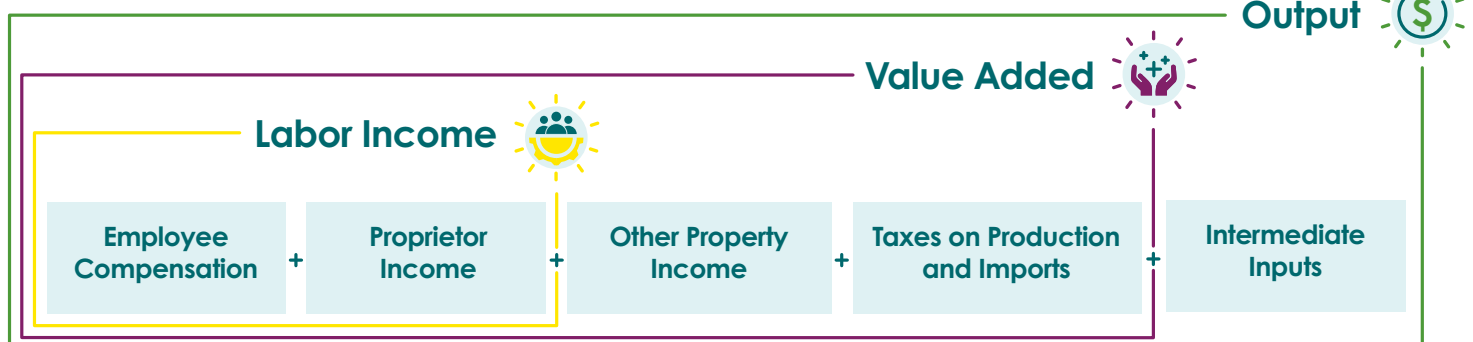 Output $
Value Added
Labor Income
Employee
Compensation
+
Proprietor
Income
+
Other Property
Income
+
Taxes on Production
and Imports
+
Intermediate
Inputs